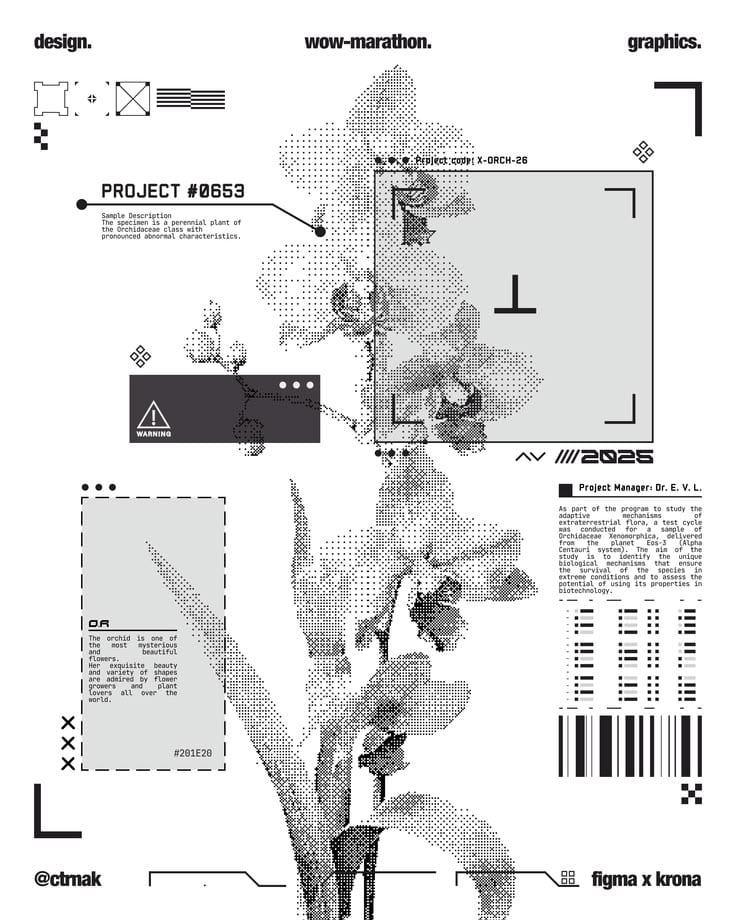 design.
wow-marathon.
graphics.
Project code: X-ORCH-26
PROJECT #0653
Sample Description
The specimen is a perennial plant of
the Orchidaceae class with
pronounced abnormal characteristics.
WARNING
////2025
Project Manager: Dr. E. V. L.
As part of the program to study the
adaptive mechanisms of
extraterrestrial flora, a test cycle
was conducted for a sample of
Orchidaceae Xenomorphica, delivered
from the planet Eos-3 (Alpha
Centauri system). The aim of the
study is to identify the unique
biological mechanisms that ensure
the survival of the species in
extreme conditions and to assess the
potential of using its properties in
biotechnology.
The orchid is one of
the most mysterious
and beautiful
flowers.
Her exquisite beauty
and variety of shapes
are admired by flower
growers and plant
lovers all over the
world.
#201E20
@ctrnak
figma x krona